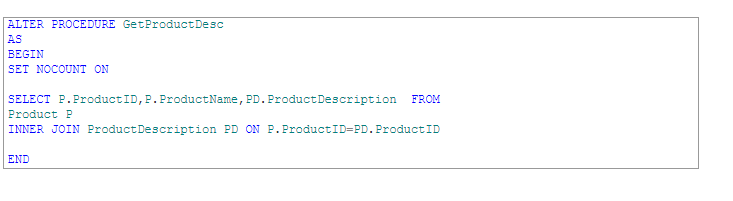 ALTER PROCEDURE GetProductDesc
AS
BEGIN
SET NOCOUNT ON
SELECT P.ProductID,P.ProductName,PD.ProductDescription  FROM
Product P
INNER JOIN ProductDescription PD ON P.ProductID=PD.ProductID
END